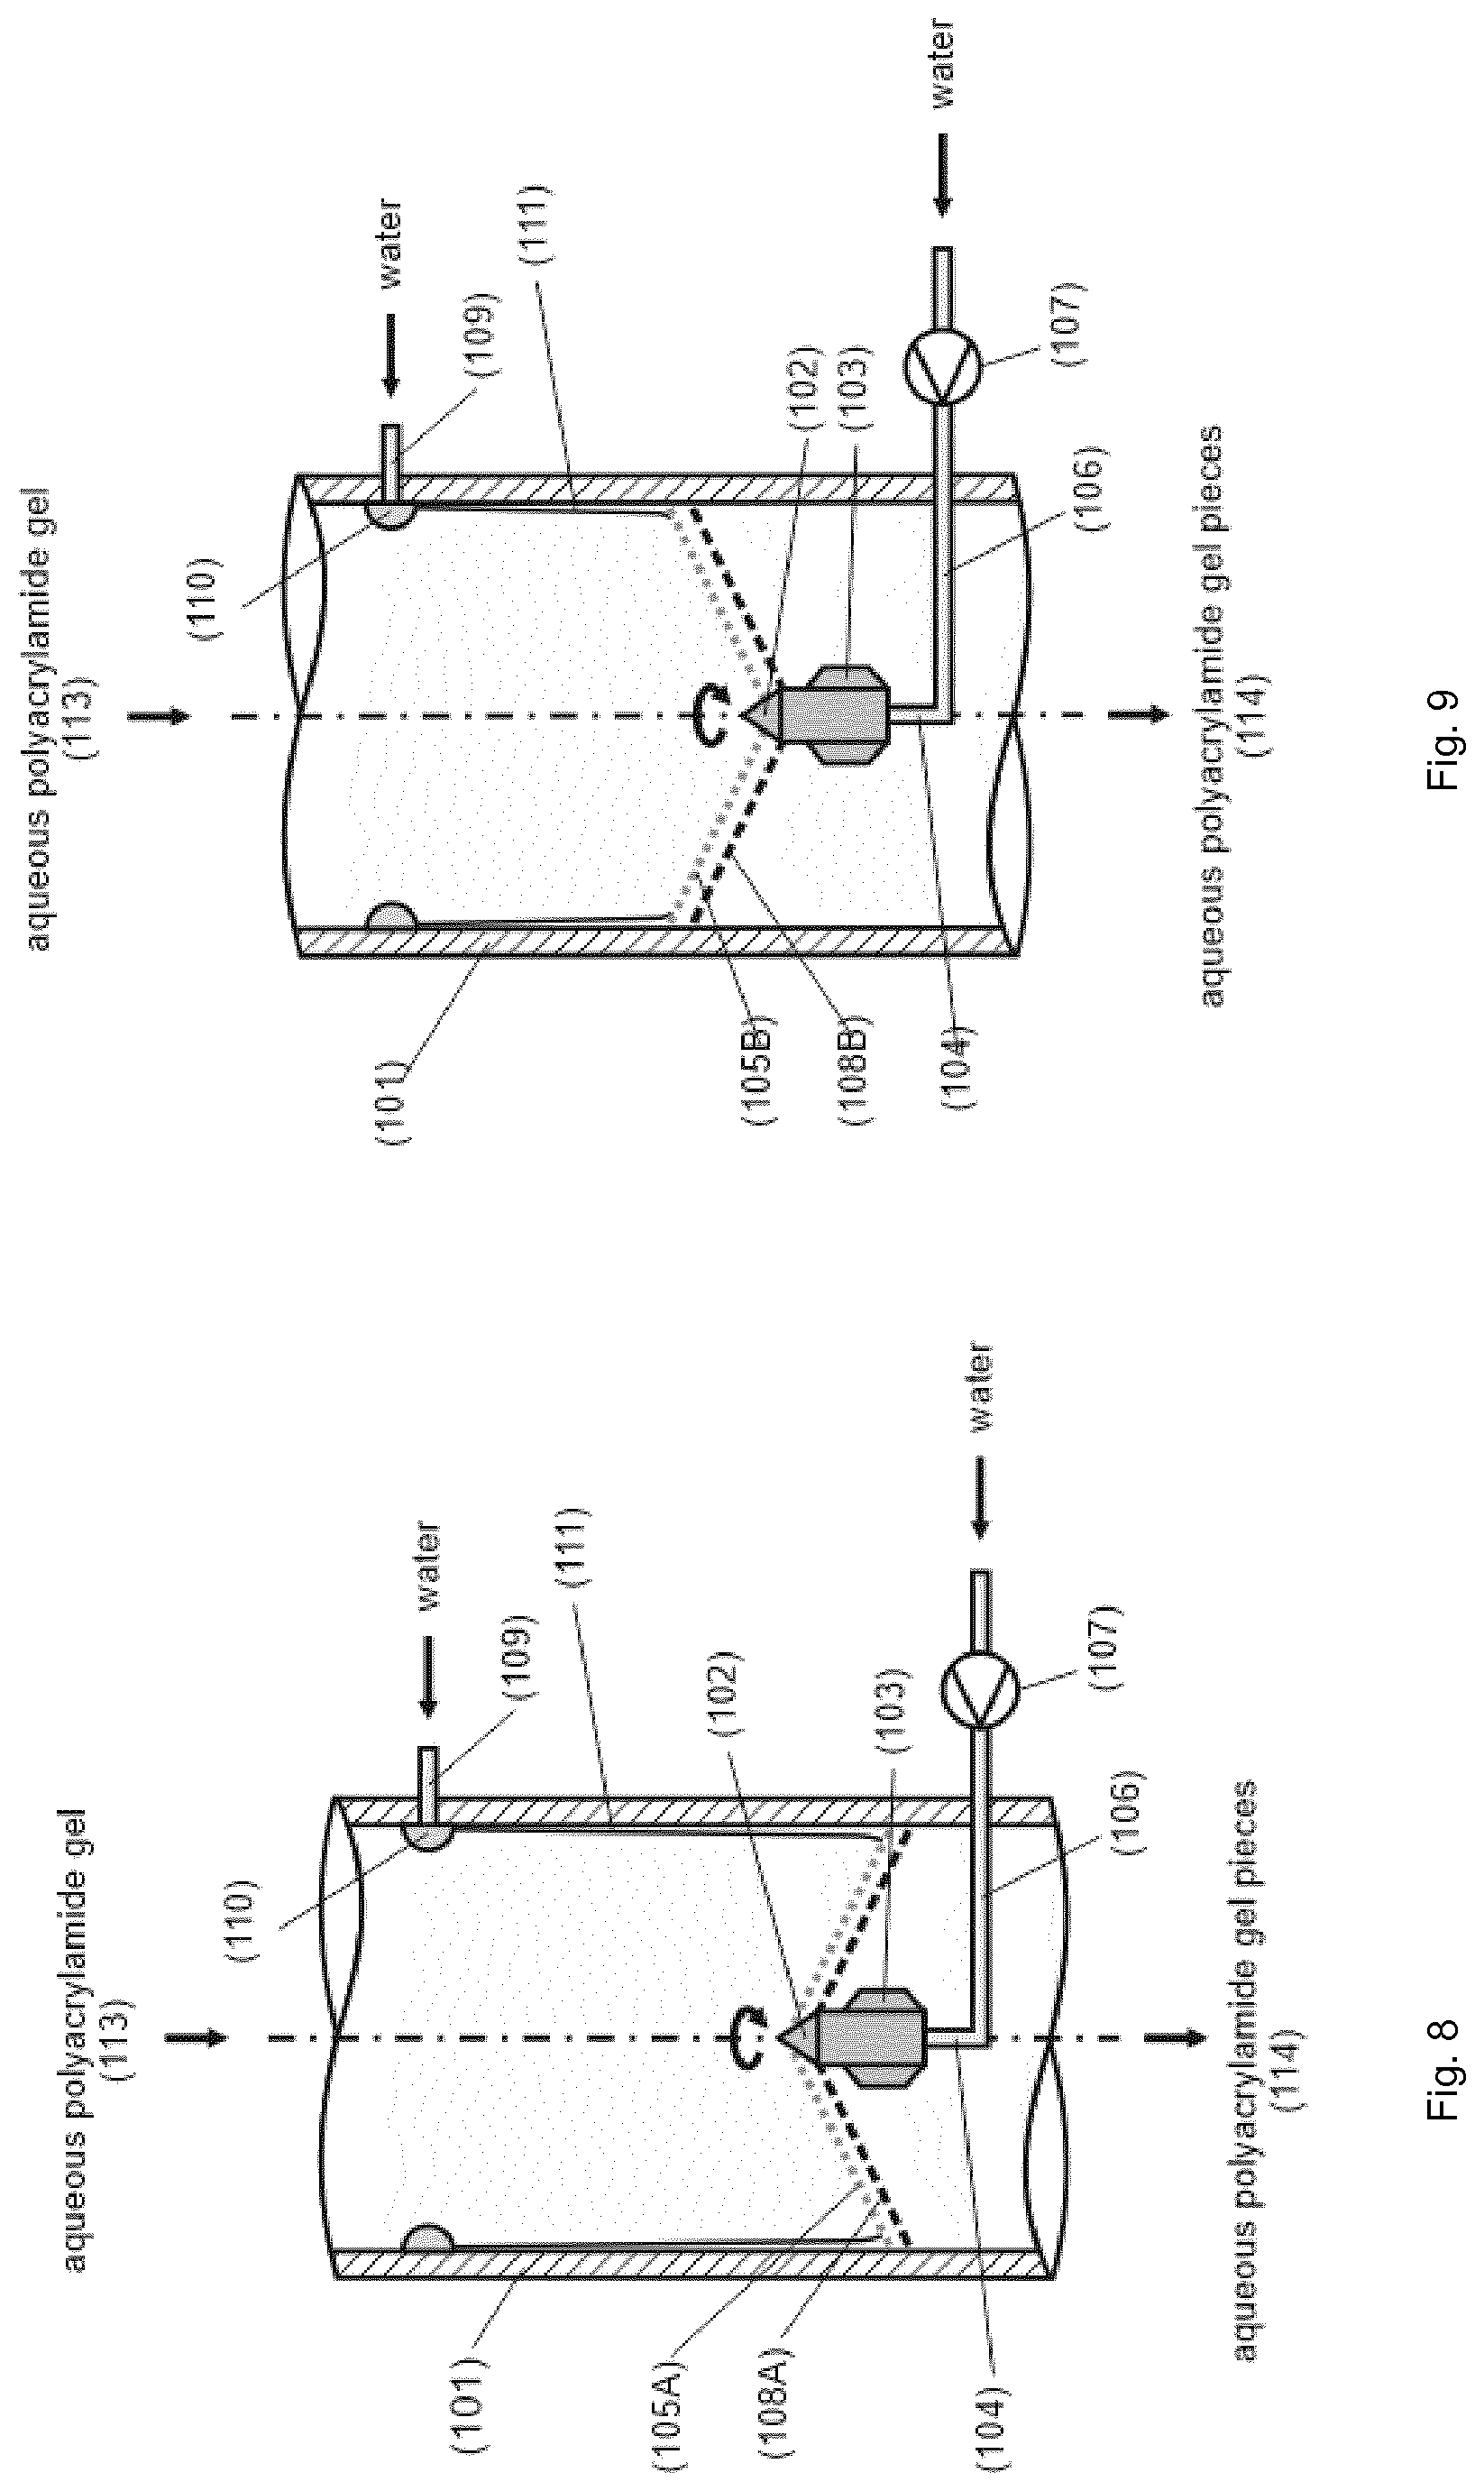 aqueous polyacrylamide gel
(113)
water
(110)
(109)
(111)
(101)
(102)
(103)
(105A)
(108A)
(104)
water
(107)
(106)
aqueous polyacrylamide gel pieces
(114)
Fig. 8
aqueous polyacrylamide gel
(113)
water
(110)
(109)
(111)
(101)
(102)
(103)
(105B)
(108B)
(104)
water
(107)
(106)
aqueous polyacrylamide gel pieces
(114)
Fig. 9